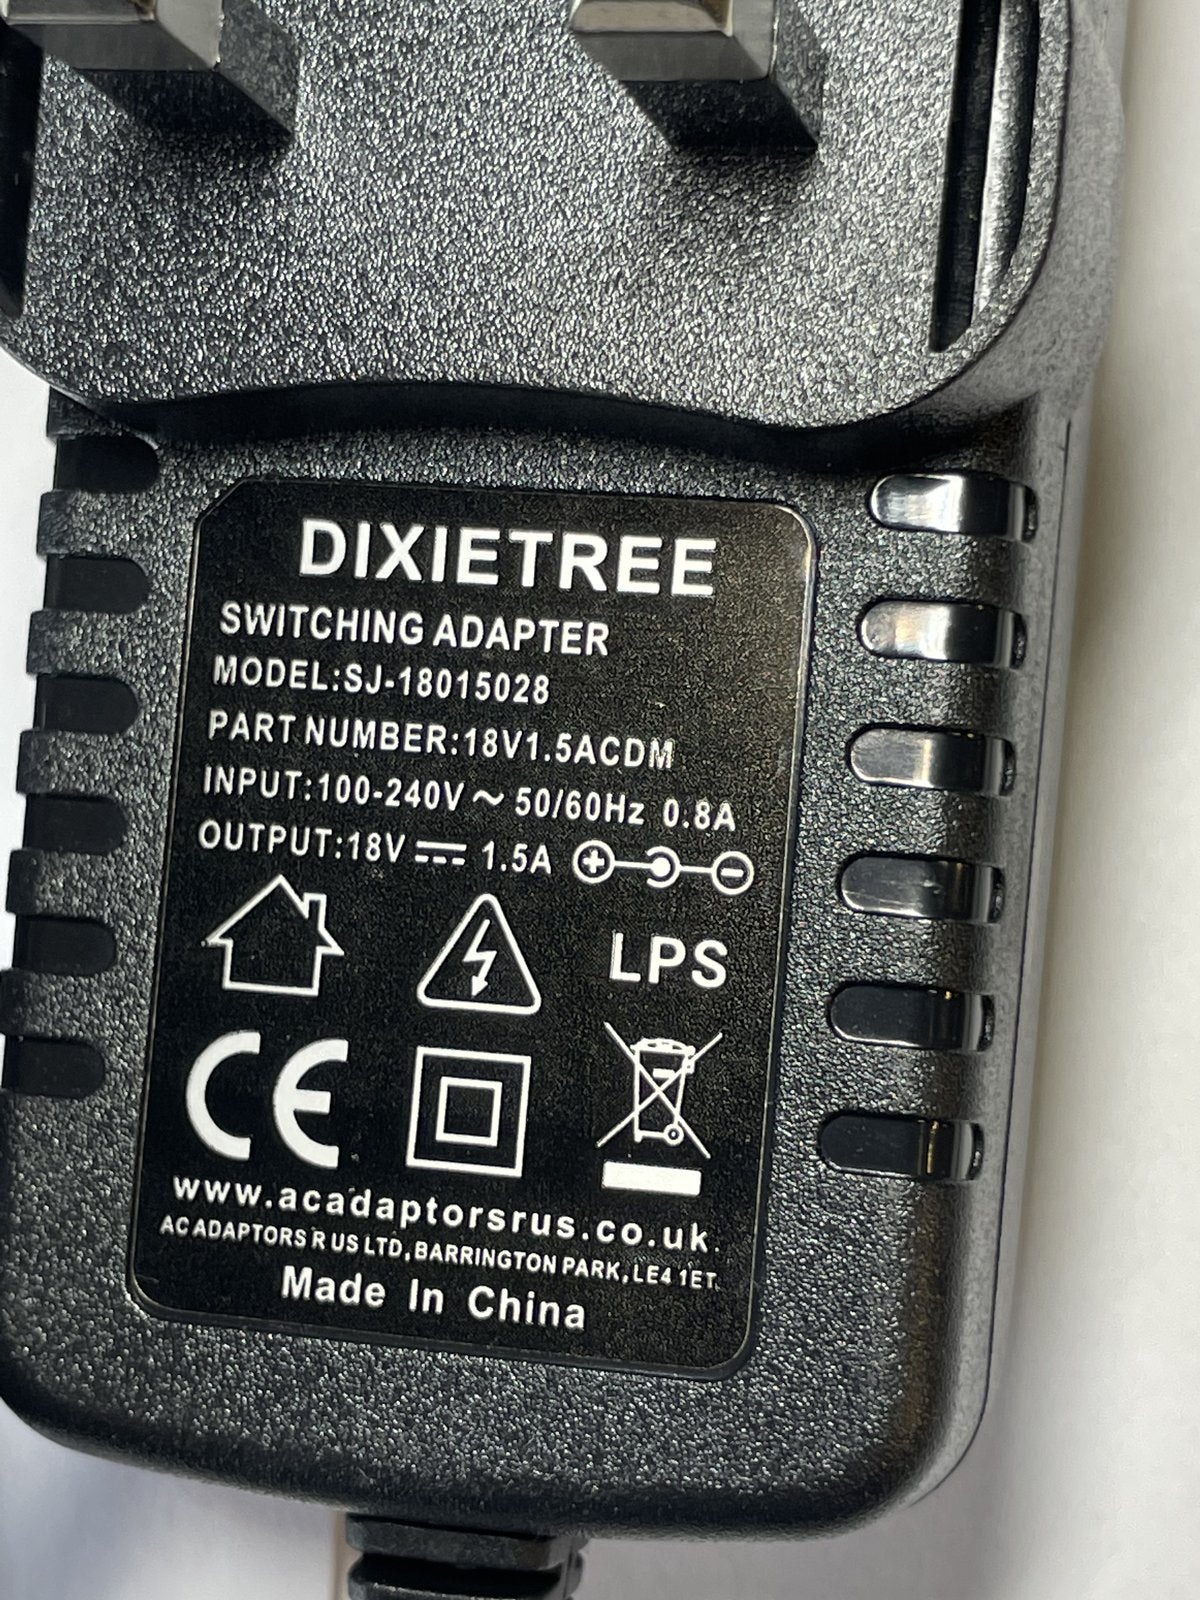 DIXIETREE
SWITCHING ADAPTER
MODEL:SJ-18015028
PART NUMBER:18V1.5ACDM
INPUT:100-240V ~ 50/60Hz 0.8A
OUTPUT:18V ⎓ 1.5A + -
LPS
CE
www.acadaptorsrus.co.uk.
AC ADAPTORS R US LTD, BARRINGTON PARK, LE4 1ET.
Made In China